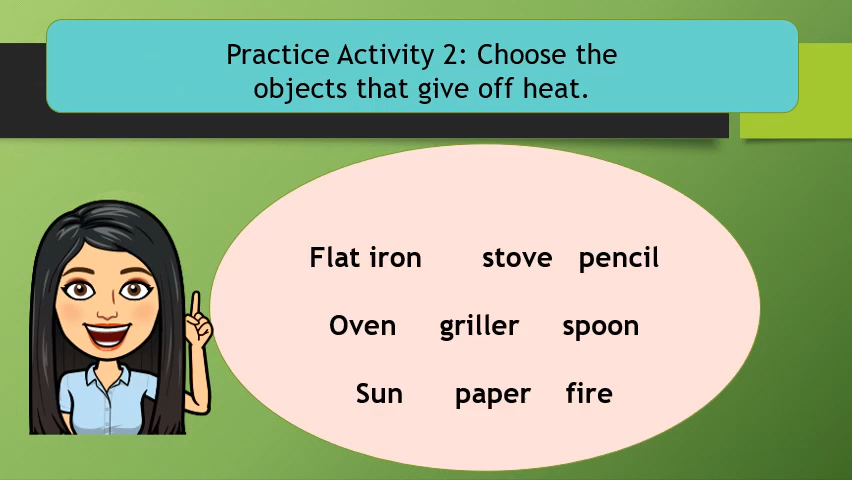 Practice Activity 2: Choose the
objects that give off heat.
Flat iron stove pencil
Oven griller spoon
Sun paper fire